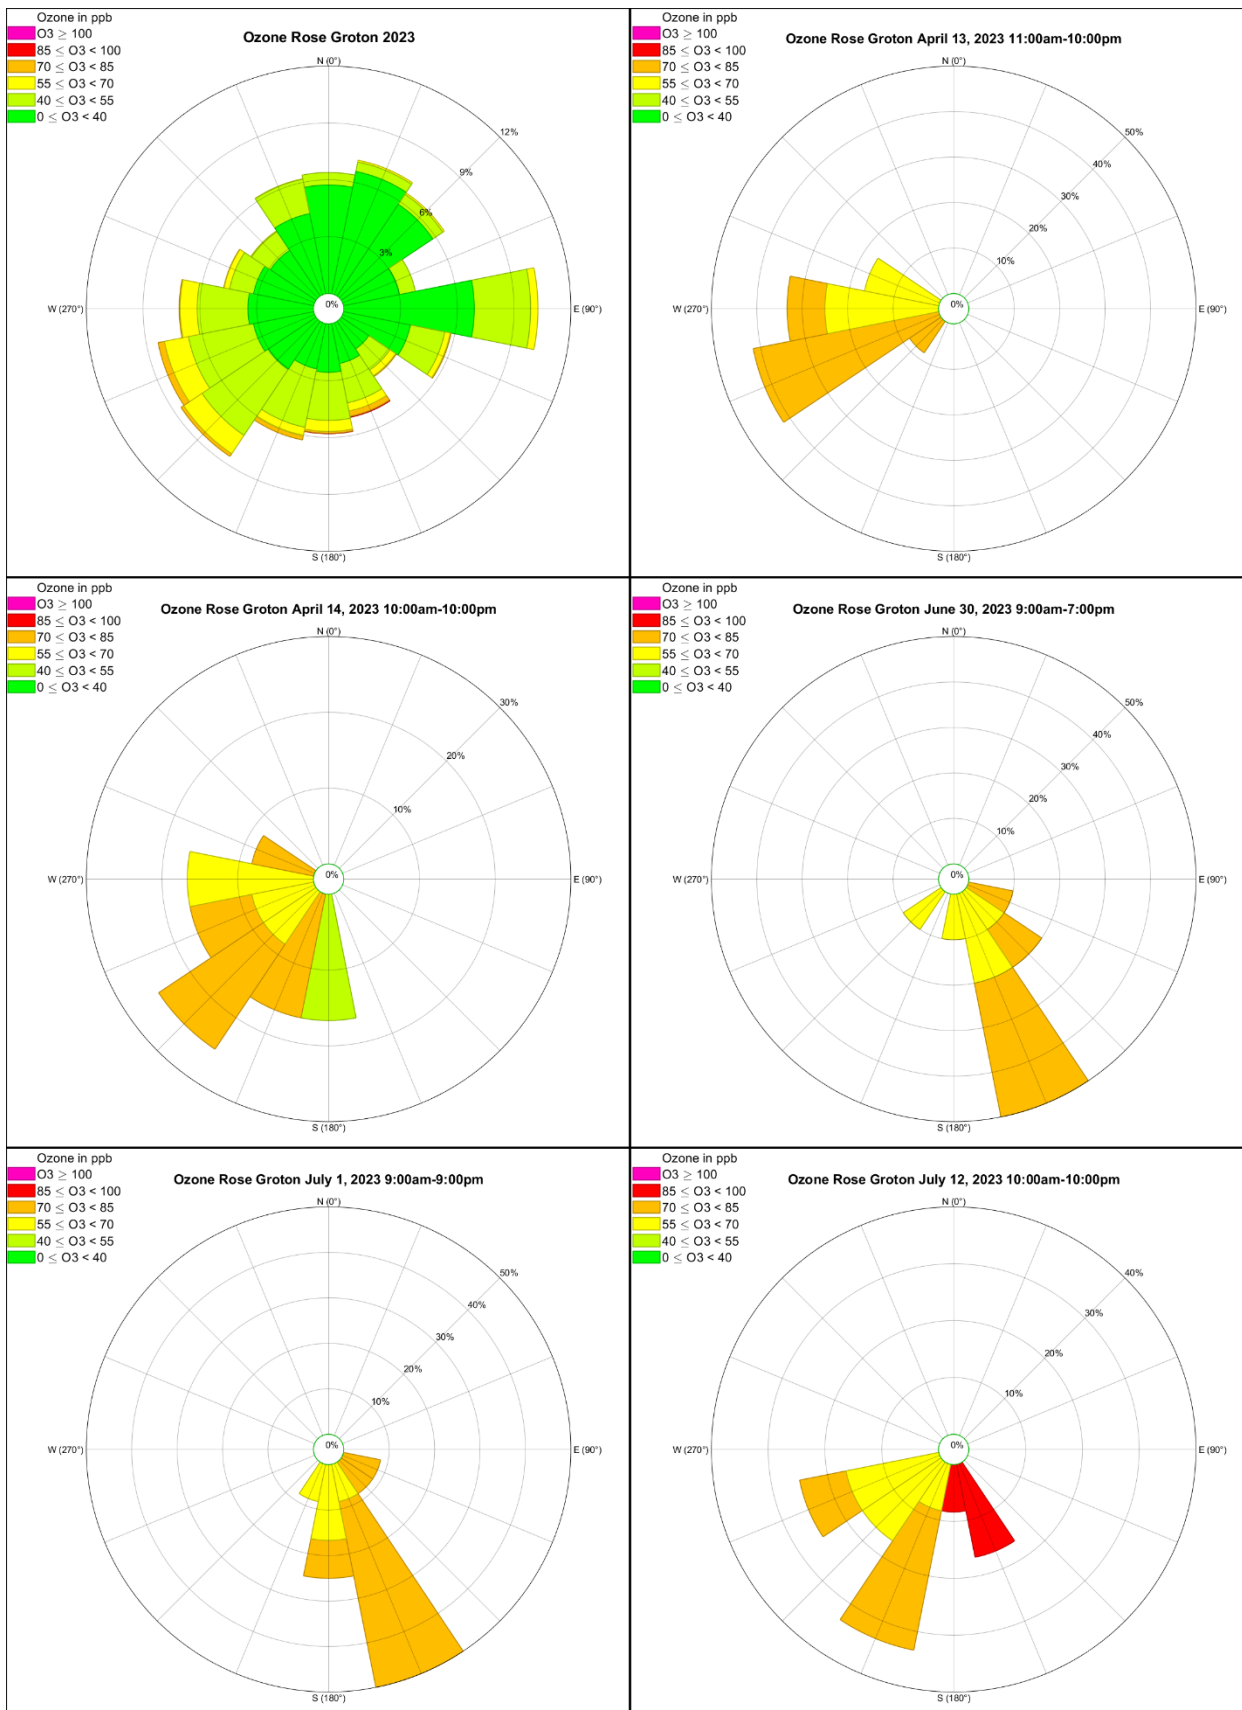 Ozone in ppb
O3 ≥ 100
85 ≤ O3 < 100
70 ≤ O3 < 85
55 ≤ O3 < 70
40 ≤ O3 < 55
0 ≤ O3 < 40
Ozone Rose Groton 2023
N (0°)
12%
9%
6%
3%
0%
W (270°)
E (90°)
S (180°)
Ozone in ppb
O3 ≥ 100
85 ≤ O3 < 100
70 ≤ O3 < 85
55 ≤ O3 < 70
40 ≤ O3 < 55
0 ≤ O3 < 40
Ozone Rose Groton April 13, 2023 11:00am-10:00pm
N (0°)
50%
40%
30%
20%
10%
0%
W (270°)
E (90°)
S (180°)
Ozone in ppb
O3 ≥ 100
85 ≤ O3 < 100
70 ≤ O3 < 85
55 ≤ O3 < 70
40 ≤ O3 < 55
0 ≤ O3 < 40
Ozone Rose Groton April 14, 2023 10:00am-10:00pm
N (0°)
30%
20%
10%
0%
W (270°)
E (90°)
S (180°)
Ozone in ppb
O3 ≥ 100
85 ≤ O3 < 100
70 ≤ O3 < 85
55 ≤ O3 < 70
40 ≤ O3 < 55
0 ≤ O3 < 40
Ozone Rose Groton June 30, 2023 9:00am-7:00pm
N (0°)
50%
40%
30%
20%
10%
0%
W (270°)
E (90°)
S (180°)
Ozone in ppb
O3 ≥ 100
85 ≤ O3 < 100
70 ≤ O3 < 85
55 ≤ O3 < 70
40 ≤ O3 < 55
0 ≤ O3 < 40
Ozone Rose Groton July 1, 2023 9:00am-9:00pm
N (0°)
50%
40%
30%
20%
10%
0%
W (270°)
E (90°)
S (180°)
Ozone in ppb
O3 ≥ 100
85 ≤ O3 < 100
70 ≤ O3 < 85
55 ≤ O3 < 70
40 ≤ O3 < 55
0 ≤ O3 < 40
Ozone Rose Groton July 12, 2023 10:00am-10:00pm
N (0°)
40%
30%
20%
10%
0%
W (270°)
E (90°)
S (180°)